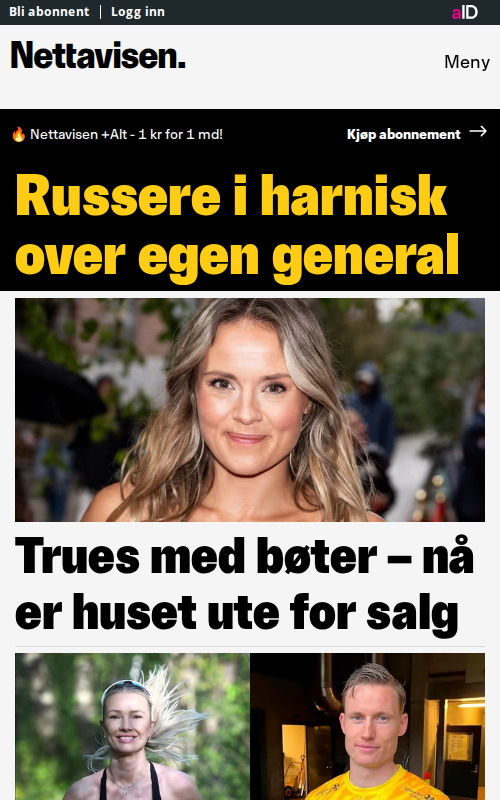 Bli abonnent | Logg inn
aID
Nettavisen.
Meny
🔥 Nettavisen +Alt - 1 kr for 1 md!
Kjøp abonnement →
Russere i harnisk
over egen general
Trues med bøter – nå
er huset ute for salg